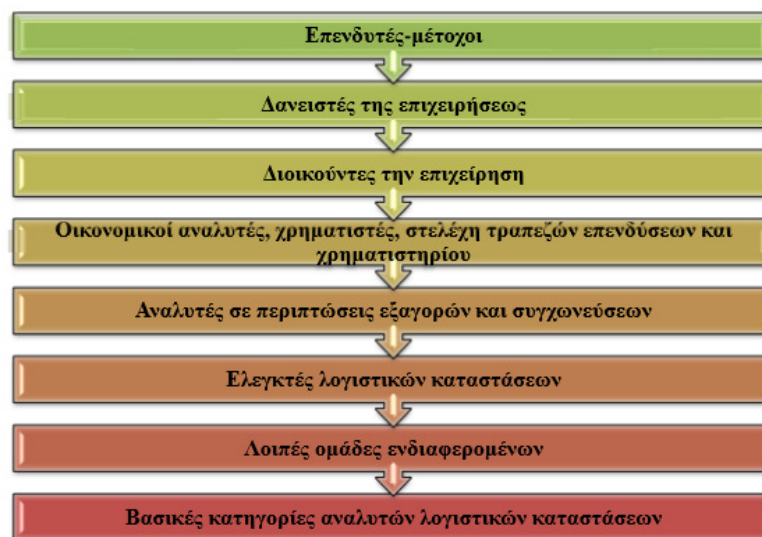 Επενδυτές-μέτοχοι
Δανειστές της επιχειρήσεως
Διοικούντες την επιχείρηση
Οικονομικοί αναλυτές, χρηματιστές, στελέχη τραπεζών επενδύσεων και
χρηματιστηρίου
Αναλυτές σε περιπτώσεις εξαγορών και συγχωνεύσεων
Ελεγκτές λογιστικών καταστάσεων
Λοιπές ομάδες ενδιαφερομένων
Βασικές κατηγορίες αναλυτών λογιστικών καταστάσεων